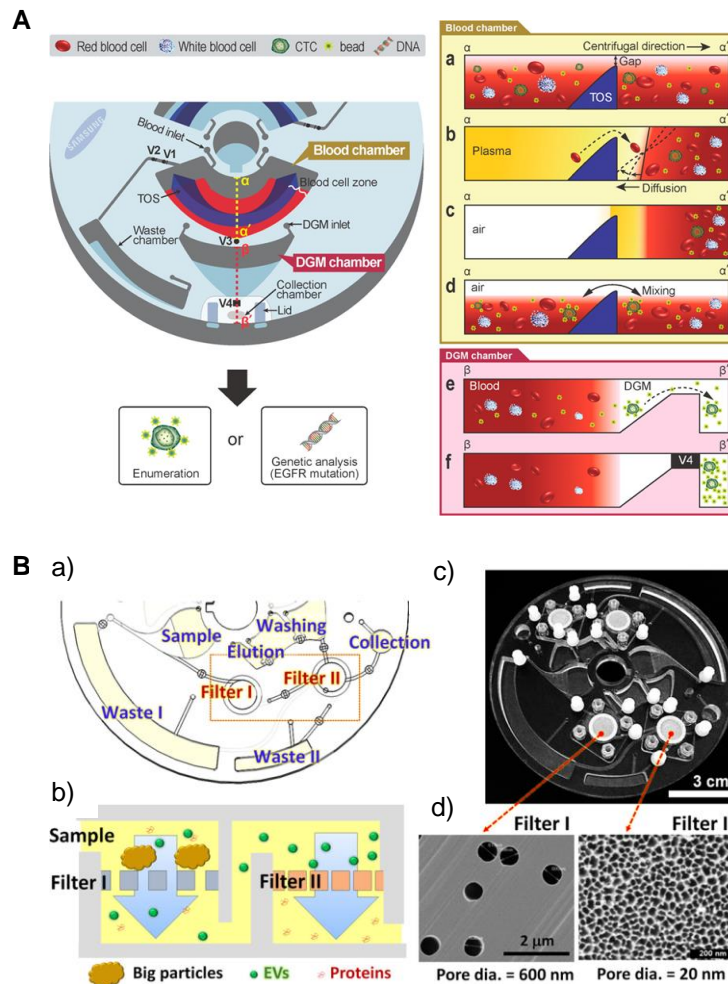 A
Red blood cell White blood cell CTC bead DNA
SAMSUNG
Blood inlet
V2 V1
Blood chamber
α
Blood cell zone
TOS
α'
DGM inlet
Waste chamber
V3
β
DGM chamber
Collection chamber
V4
Lid
β'
Enumeration
or
Genetic analysis
(EGFR mutation)
Blood chamber
α Centrifugal direction α'
a
Gap
TOS
α'
b
Plasma
Diffusion
α'
c
air
α'
d
air
Mixing
DGM chamber
β β'
e
Blood DGM
β'
f
V4
B a)
Washing
Sample
Elution
Collection
Filter I
Filter II
Waste I
Waste II
b)
Sample
Filter I
Filter II
Big particles EVs Proteins
c)
3 cm
d)
Filter I
Filter I
2 μm
200 nm
Pore dia. = 600 nm
Pore dia. = 20 nm